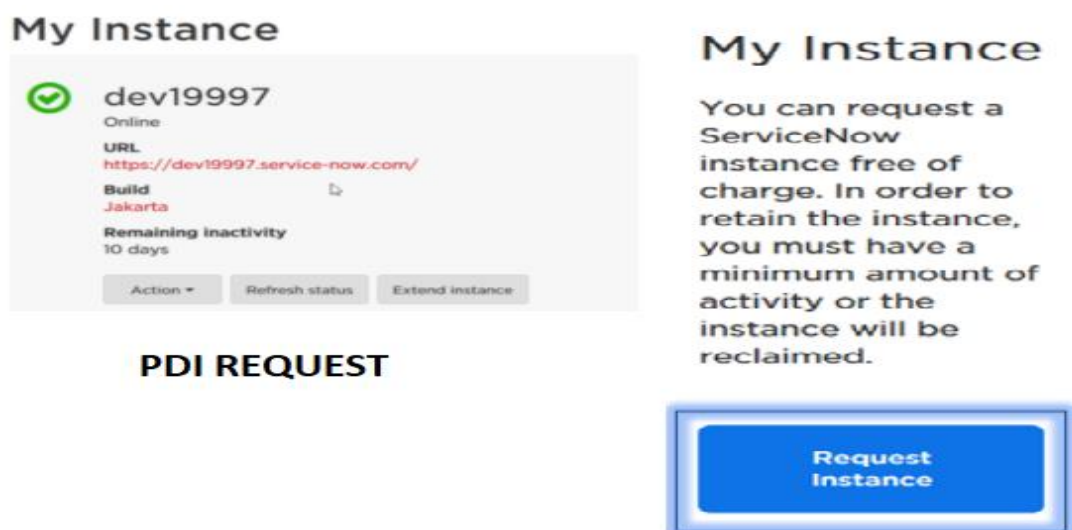 My Instance
dev19997
Online
URL
https://dev19997.service-now.com/
Build
Jakarta
Remaining inactivity
10 days
Action
Refresh status
Extend instance
PDI REQUEST
My Instance
You can request a
ServiceNow
instance free of
charge. In order to
retain the instance,
you must have a
minimum amount of
activity or the
instance will be
reclaimed.
Request
Instance